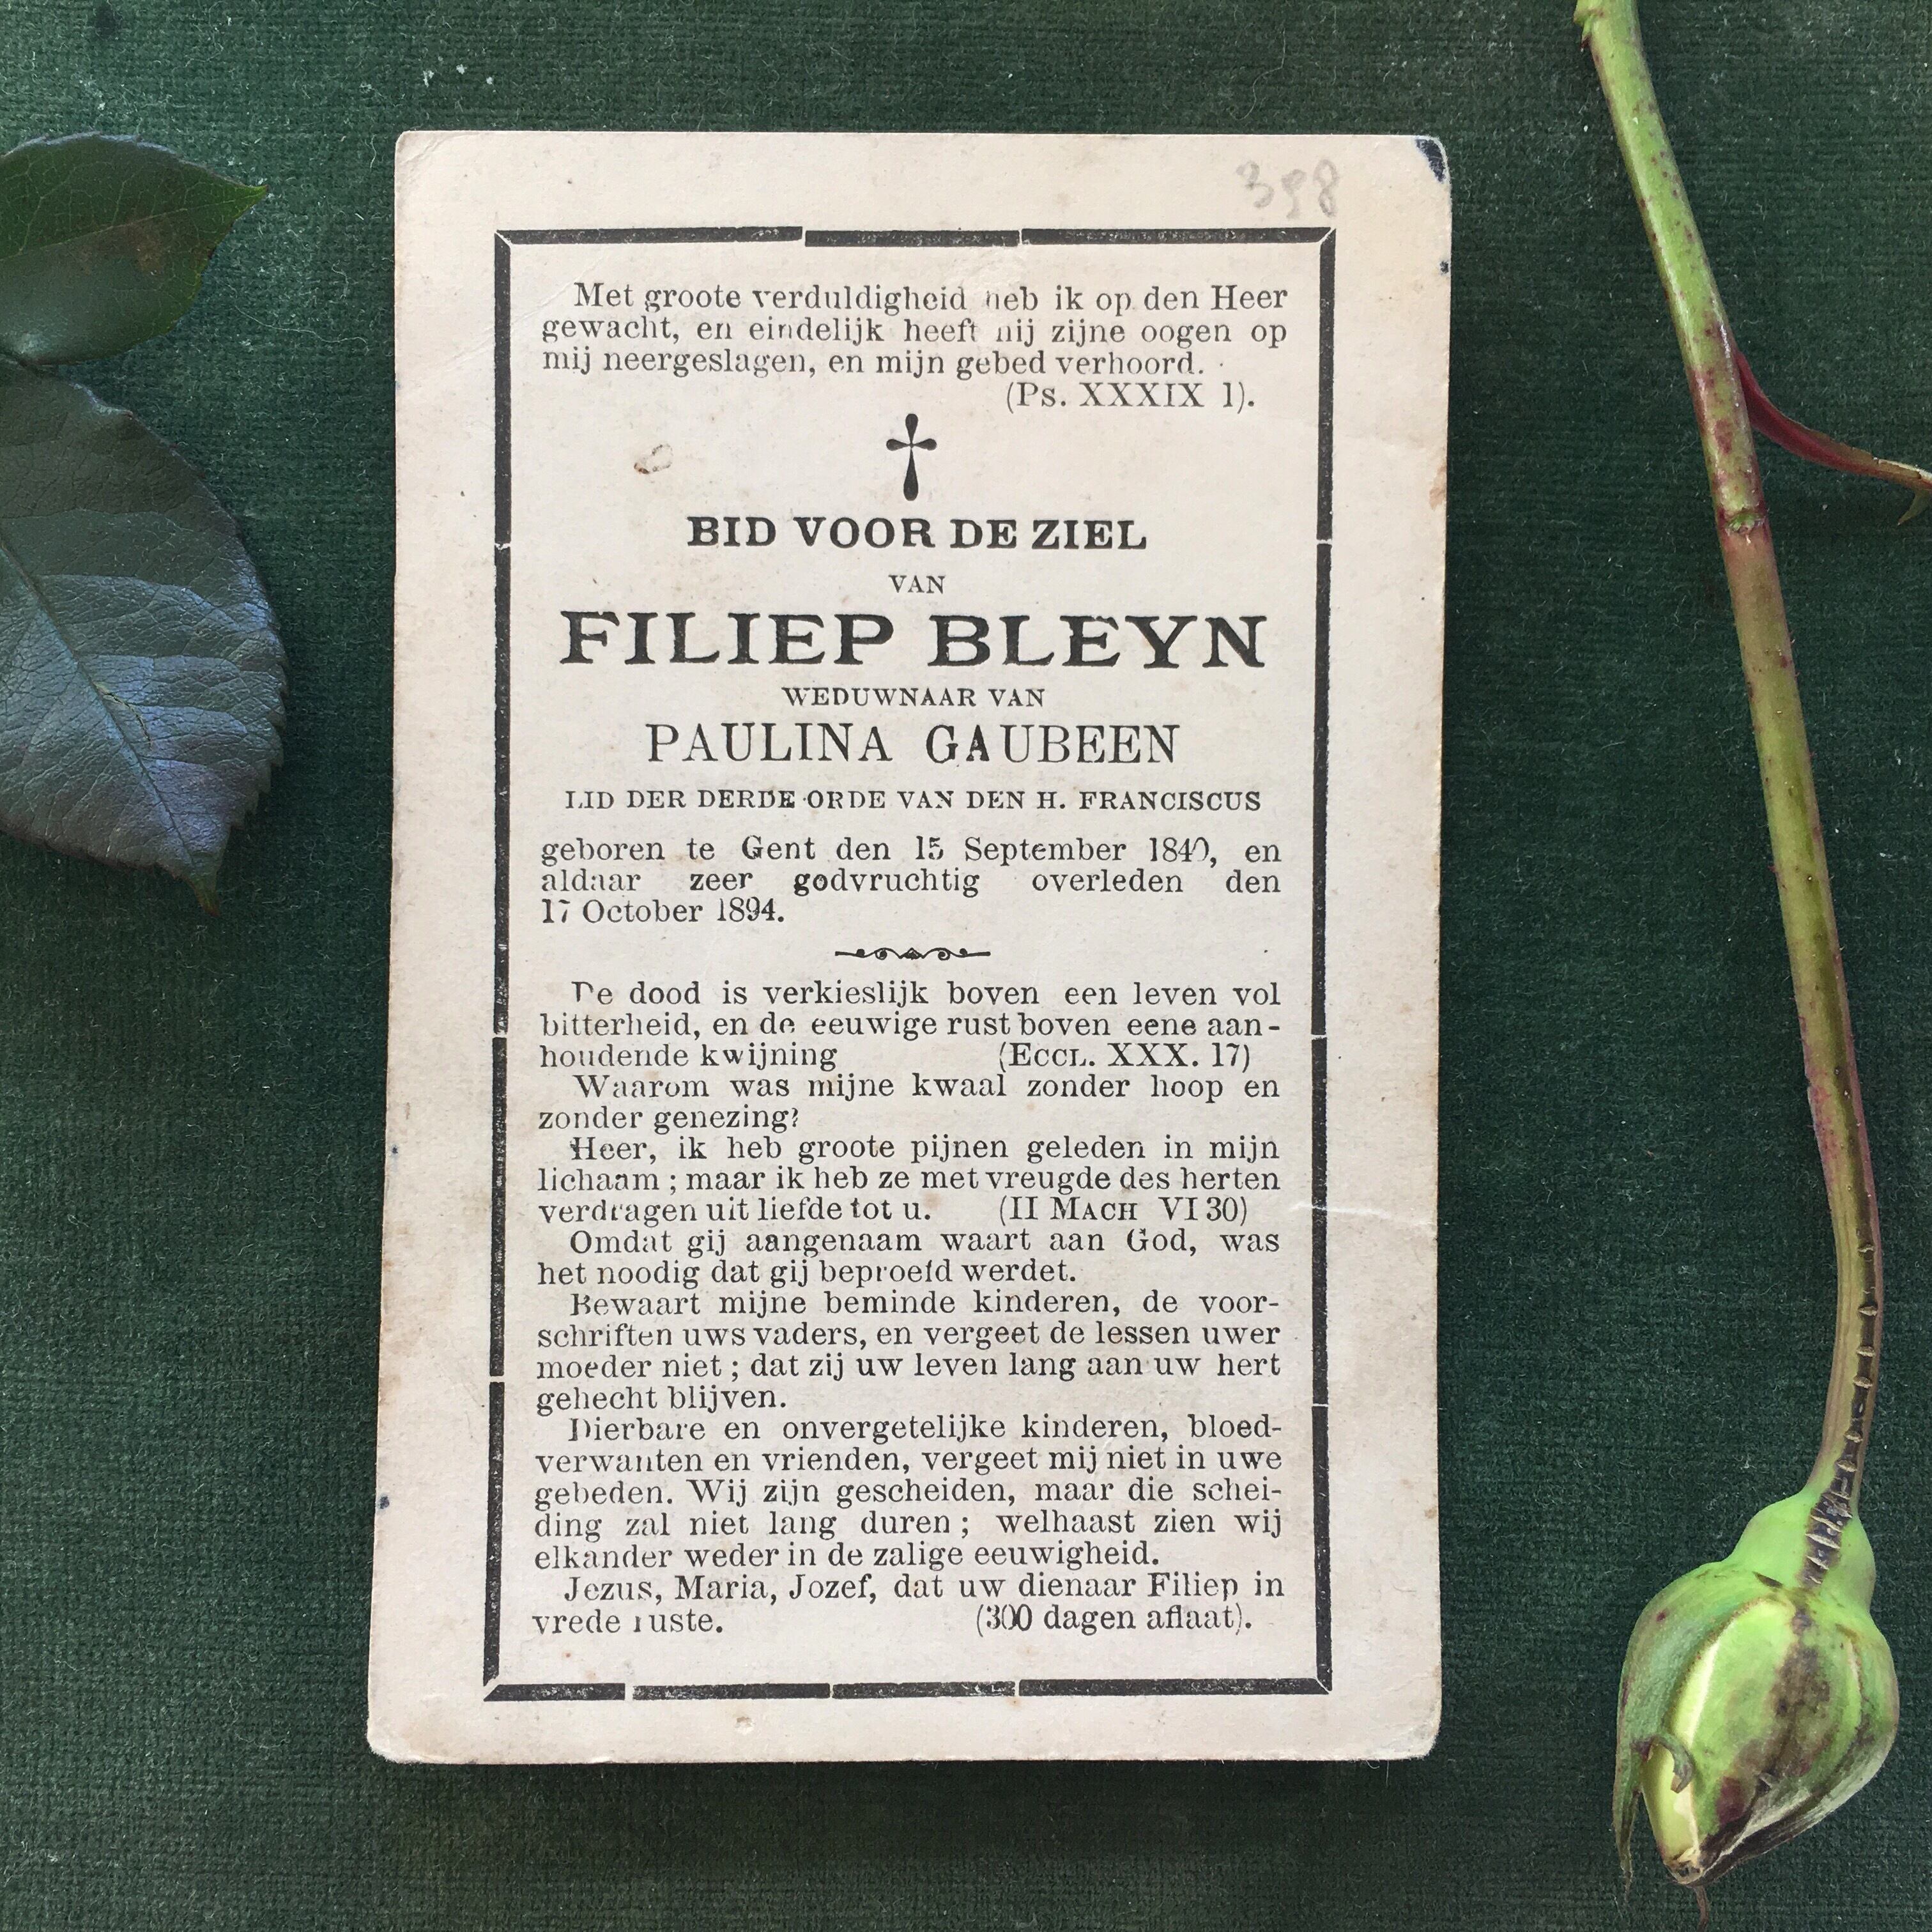 398
Met groote verduldigheid heb ik op den Heer
gewacht, en eindelijk heeft hij zijne oogen op
mij neergeslagen, en mijn gebed verhoord.
(Ps. XXXIX 1).
BID VOOR DE ZIEL
VAN
FILIEP BLEYN
WEDUWNAAR VAN
PAULINA GAUBEEN
LID DER DERDE ORDE VAN DEN H. FRANCISCUS
geboren te Gent den 15 September 1840, en
aldaar zeer godvruchtig overleden den
17 October 1894.
De dood is verkieslijk boven een leven vol
bitterheid, en de eeuwige rust boven eene aan-
houdende kwijning (ECCL. XXX. 17)
Waarom was mijne kwaal zonder hoop en
zonder genezing?
Heer, ik heb groote pijnen geleden in mijn
lichaam ; maar ik heb ze met vreugde des herten
verdragen uit liefde tot u. (II MACH VI 30)
Omdat gij aangenaam waart aan God, was
het noodig dat gij beproefd werdet.
Bewaart mijne beminde kinderen, de voor-
schriften uws vaders, en vergeet de lessen uwer
moeder niet ; dat zij uw leven lang aan uw hert
gehecht blijven.
Dierbare en onvergetelijke kinderen, bloed-
verwanten en vrienden, vergeet mij niet in uwe
gebeden. Wij zijn gescheiden, maar die schei-
ding zal niet lang duren ; welhaast zien wij
elkander weder in de zalige eeuwigheid.
Jezus, Maria, Jozef, dat uw dienaar Filiep in
vrede ruste. (300 dagen aflaat).